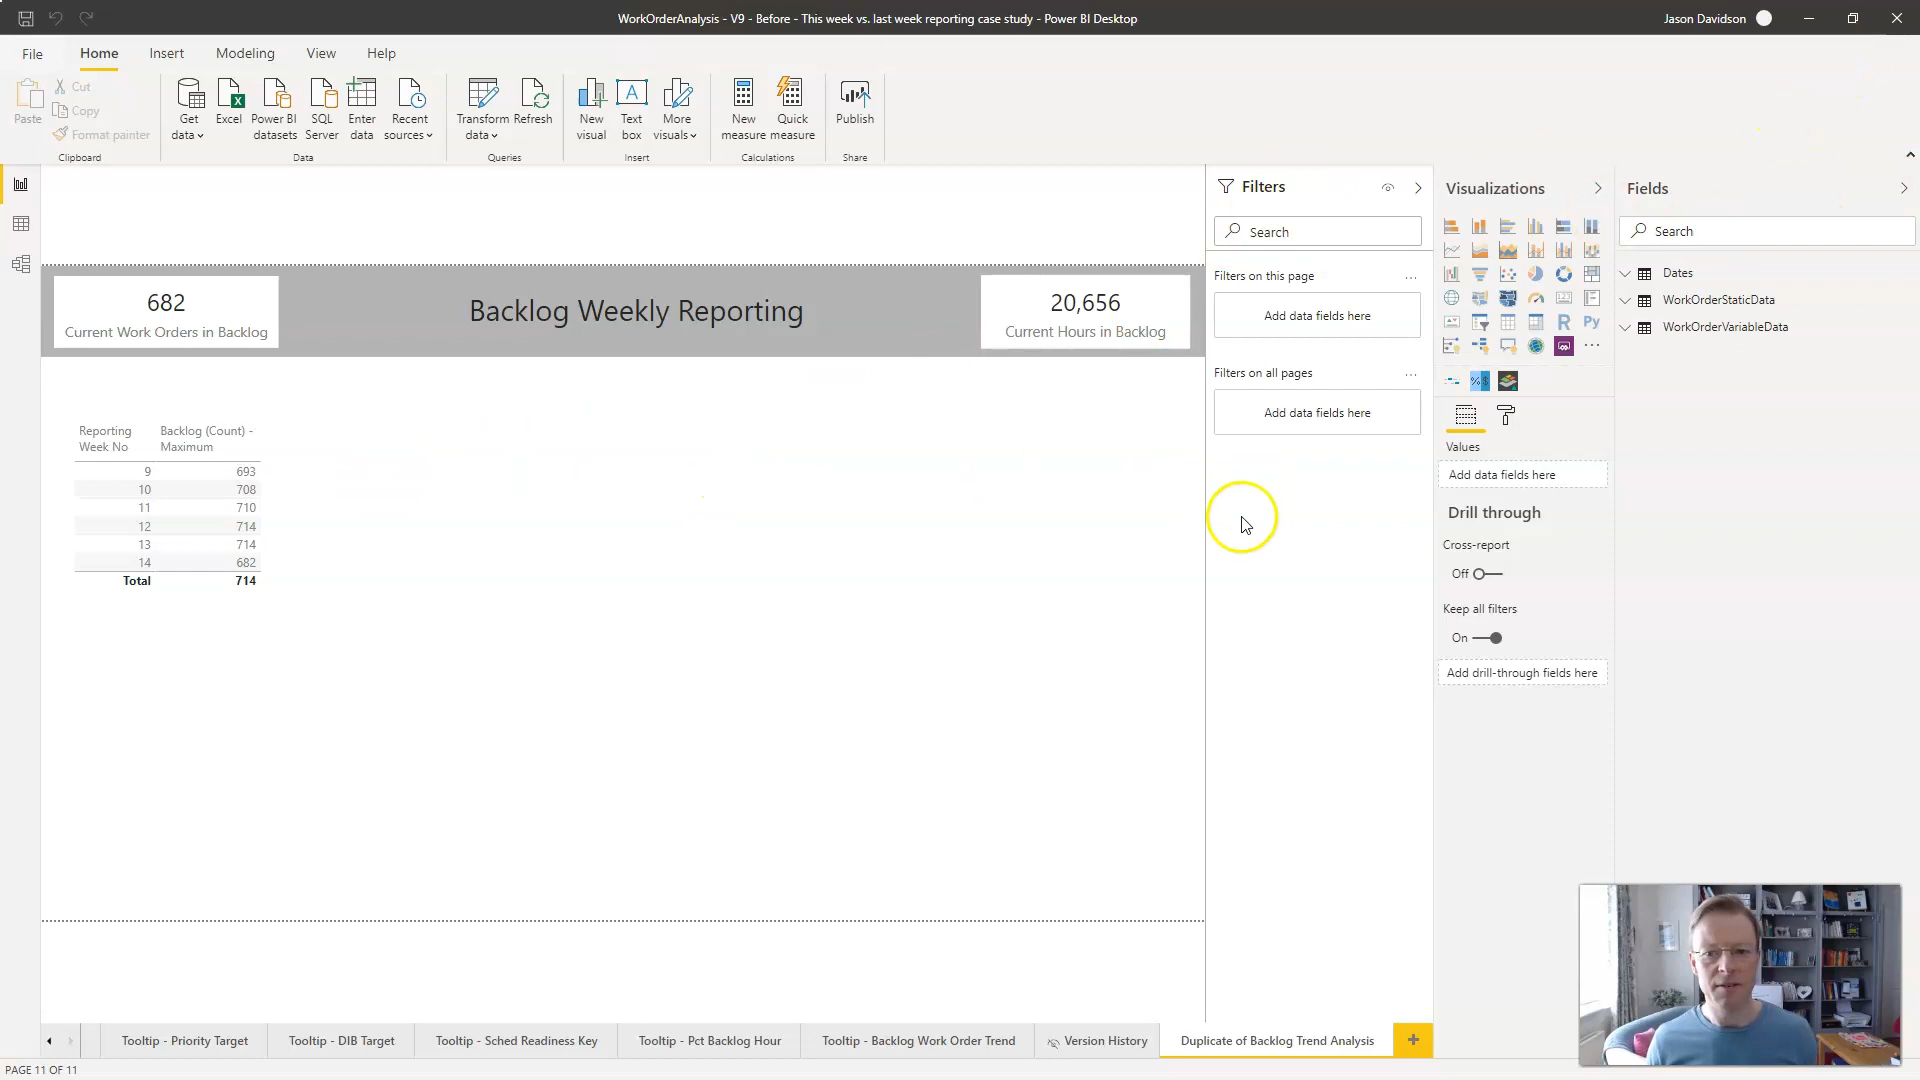 WorkOrderAnalysis - V9 - Before - This week vs. last week reporting case study - Power BI Desktop
Jason Davidson
File
Home
Insert
Modeling
View
Help
Paste
Cut
Copy
Format painter
Clipboard
Get
data
Excel
Power BI
datasets
SQL
Server
Enter
data
Recent
sources
Data
Transform
data
Refresh
Queries
New
visual
Text
box
More
visuals
Insert
New
measure
Quick
measure
Calculations
Publish
Share
682
Current Work Orders in Backlog
Backlog Weekly Reporting
20,656
Current Hours in Backlog
Reporting
Week No
Backlog (Count) -
Maximum
9 693
10 708
11 710
12 714
13 714
14 682
Total 714
Filters
Search
Filters on this page
Add data fields here
Filters on all pages
Add data fields here
Visualizations
R
Py
Values
Add data fields here
Drill through
Cross-report
Off
Keep all filters
On
Add drill-through fields here
Fields
Search
Dates
WorkOrderStaticData
WorkOrderVariableData
Tooltip - Priority Target
Tooltip - DIB Target
Tooltip - Sched Readiness Key
Tooltip - Pct Backlog Hour
Tooltip - Backlog Work Order Trend
Version History
Duplicate of Backlog Trend Analysis
PAGE 11 OF 11